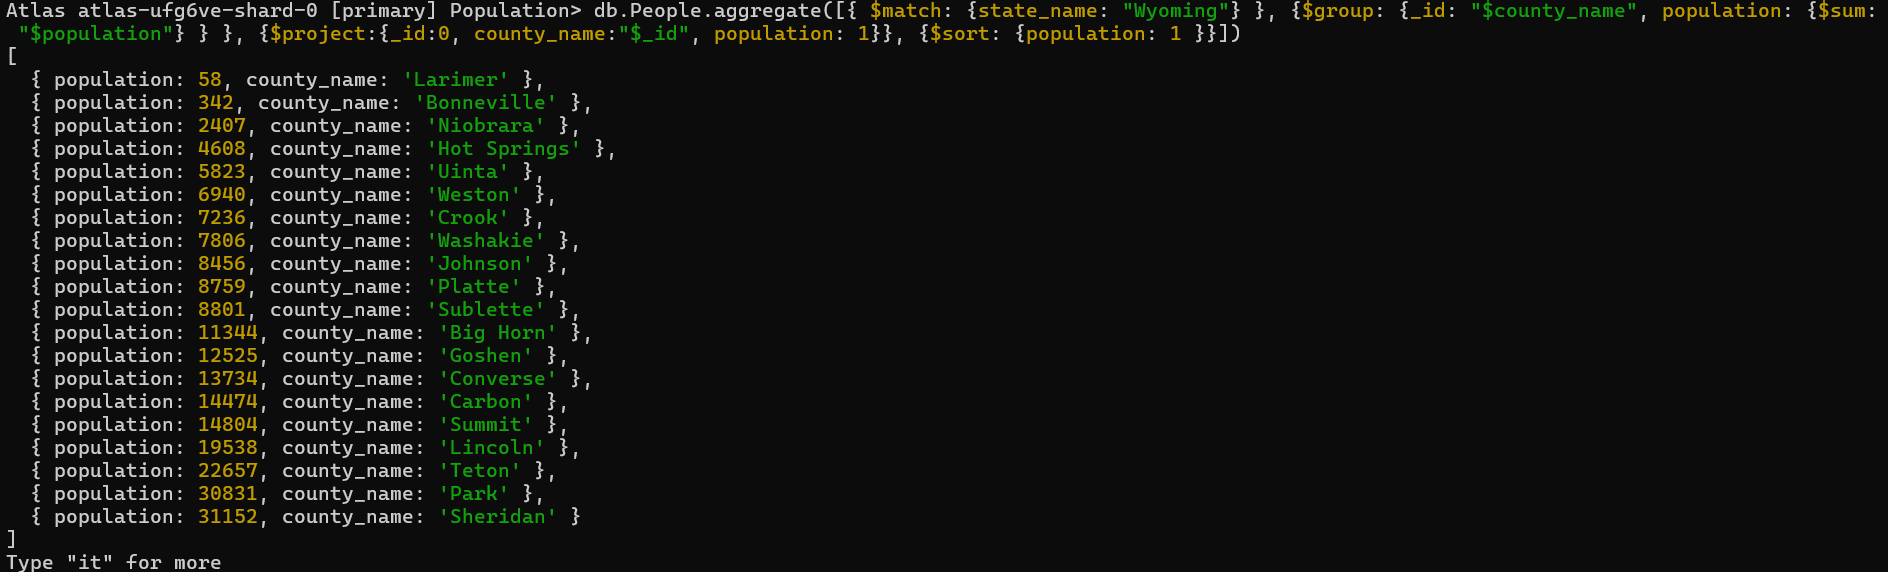 Atlas atlas-ufg6ve-shard-0 [primary] Population> db.People.aggregate([{ $match: {state_name: "Wyoming"} }, {$group: {_id: "$county_name", population: {$sum:
"$population"} } }, {$project:{_id:0, county_name:"$_id", population: 1}}, {$sort: {population: 1 }}])
[
  { population: 58, county_name: 'Larimer' },
  { population: 342, county_name: 'Bonneville' },
  { population: 2407, county_name: 'Niobrara' },
  { population: 4608, county_name: 'Hot Springs' },
  { population: 5823, county_name: 'Uinta' },
  { population: 6940, county_name: 'Weston' },
  { population: 7236, county_name: 'Crook' },
  { population: 7806, county_name: 'Washakie' },
  { population: 8456, county_name: 'Johnson' },
  { population: 8759, county_name: 'Platte' },
  { population: 8801, county_name: 'Sublette' },
  { population: 11344, county_name: 'Big Horn' },
  { population: 12525, county_name: 'Goshen' },
  { population: 13734, county_name: 'Converse' },
  { population: 14474, county_name: 'Carbon' },
  { population: 14804, county_name: 'Summit' },
  { population: 19538, county_name: 'Lincoln' },
  { population: 22657, county_name: 'Teton' },
  { population: 30831, county_name: 'Park' },
  { population: 31152, county_name: 'Sheridan' }
]
Type "it" for more